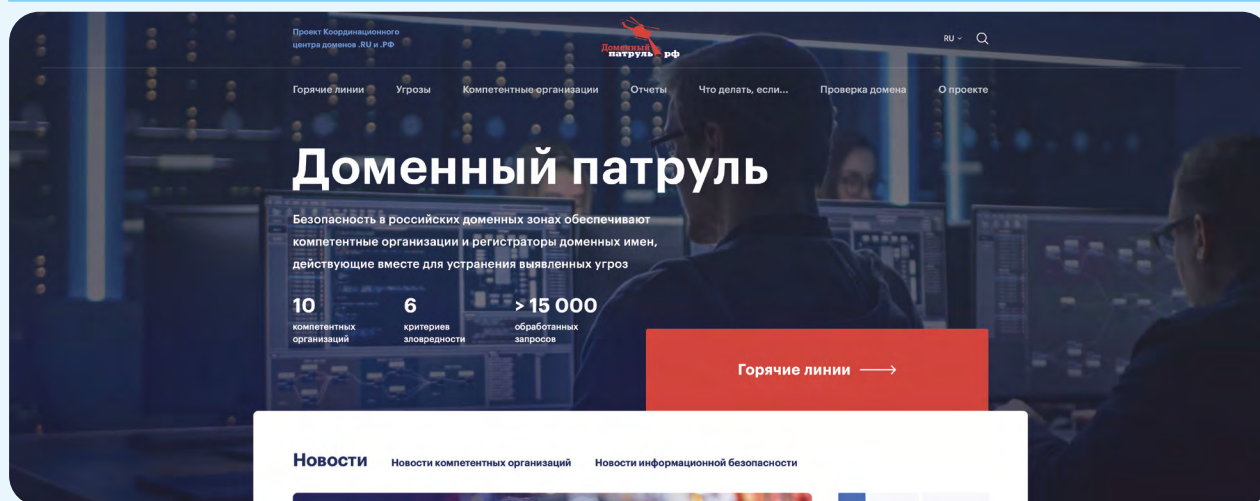 Проект Координационного
центра доменов .RU и .РФ
Доменный
патруль рф
RU
Горячие линии Угрозы Компетентные организации Отчеты Что делать, если... Проверка домена О проекте
Доменный патруль
Безопасность в российских доменных зонах обеспечивают
компетентные организации и регистраторы доменных имен,
действующие вместе для устранения выявленных угроз
10 6 > 15 000
компетентных критериев обработанных
организаций зловредности запросов
Горячие линии
Новости Новости компетентных организаций Новости информационной безопасности